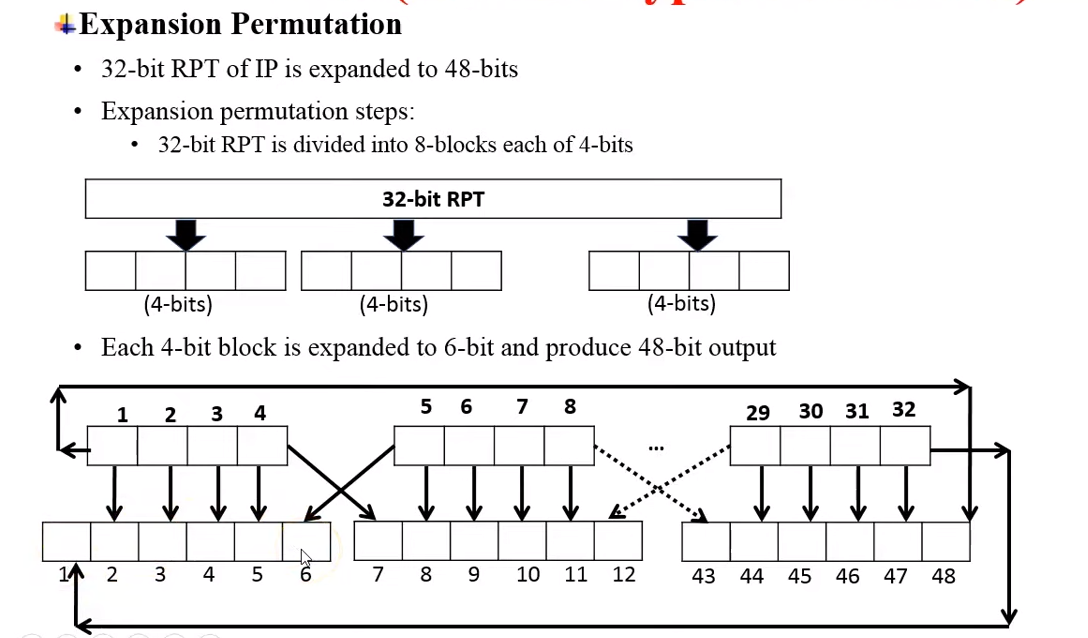 Expansion Permutation
• 32-bit RPT of IP is expanded to 48-bits
• Expansion permutation steps:
• 32-bit RPT is divided into 8-blocks each of 4-bits
32-bit RPT
(4-bits) (4-bits) (4-bits)
• Each 4-bit block is expanded to 6-bit and produce 48-bit output
1 2 3 4 5 6 7 8 29 30 31 32
...
1 2 3 4 5 6 7 8 9 10 11 12 43 44 45 46 47 48